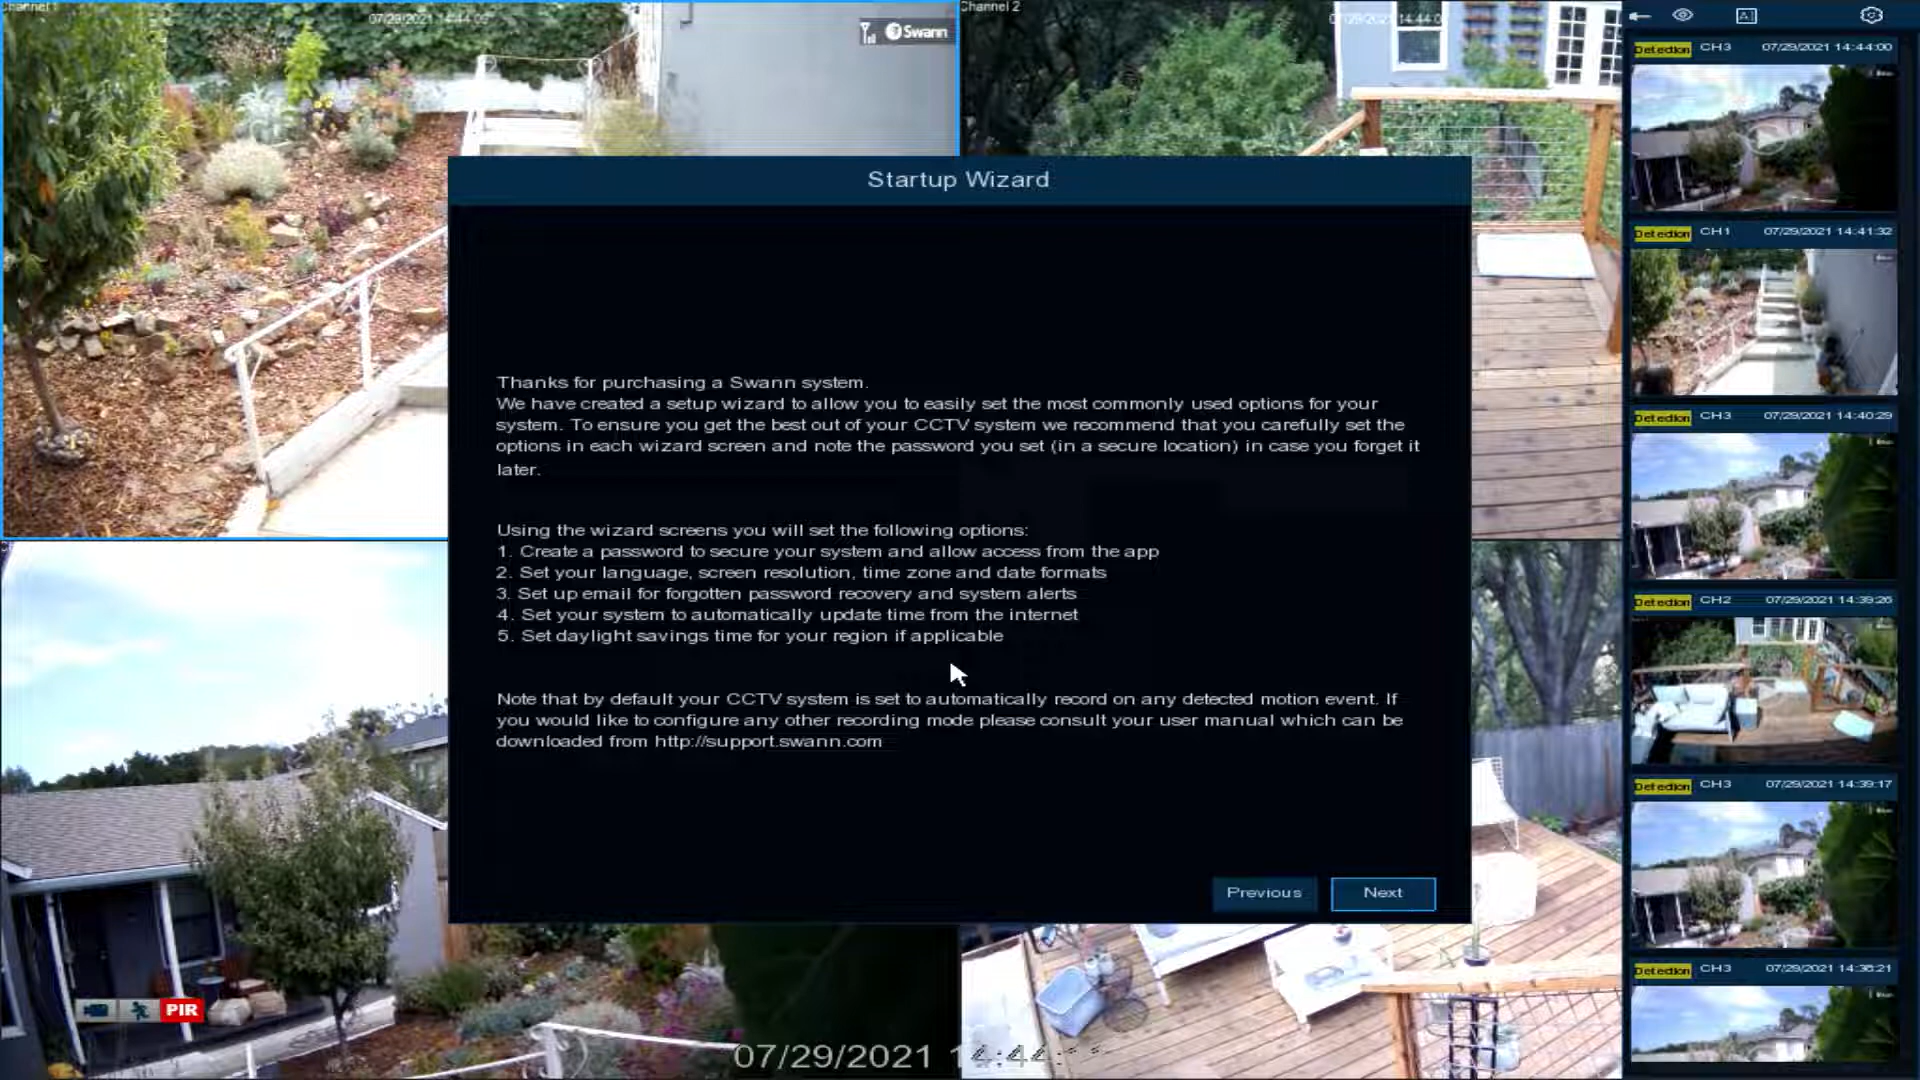 Channel 1
07/29/2021 14:44:0
Swann
Channel 2
07/29/2021 14:44:0
Startup Wizard
Thanks for purchasing a Swann system.
We have created a setup wizard to allow you to easily set the most commonly used options for your
system. To ensure you get the best out of your CCTV system we recommend that you carefully set the
options in each wizard screen and note the password you set (in a secure location) in case you forget it
later.
Using the wizard screens you will set the following options:
1. Create a password to secure your system and allow access from the app
2. Set your language, screen resolution, time zone and date formats
3. Set up email for forgotten password recovery and system alerts
4. Set your system to automatically update time from the internet
5. Set daylight savings time for your region if applicable
Note that by default your CCTV system is set to automatically record on any detected motion event. If
you would like to configure any other recording mode please consult your user manual which can be
downloaded from http://support.swann.com
Previous
Next
PIR
07/29/2021 14:44:
AI
Detection CH3 07/29/2021 14:44:00
Detection CH1 07/29/2021 14:41:32
Detection CH3 07/29/2021 14:40:29
Detection CH2 07/29/2021 14:39:26
Detection CH3 07/29/2021 14:39:17
Detection CH3 07/29/2021 14:36:21